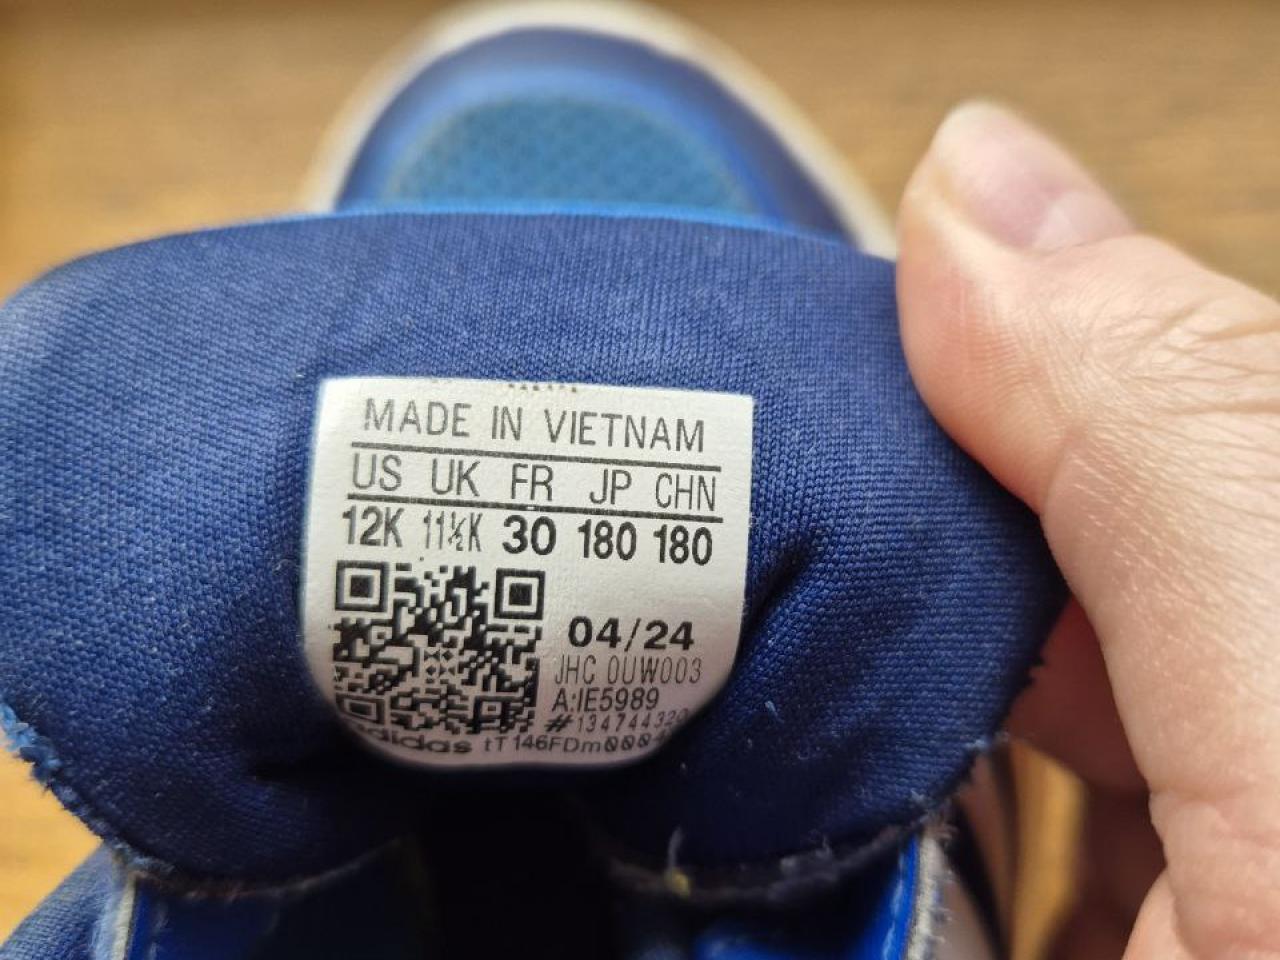 MADE IN VIETNAM
US UK FR JP CHN
12K 11½K 30 180 180
04/24
JHC 0UW003
A:IE5989
adidas